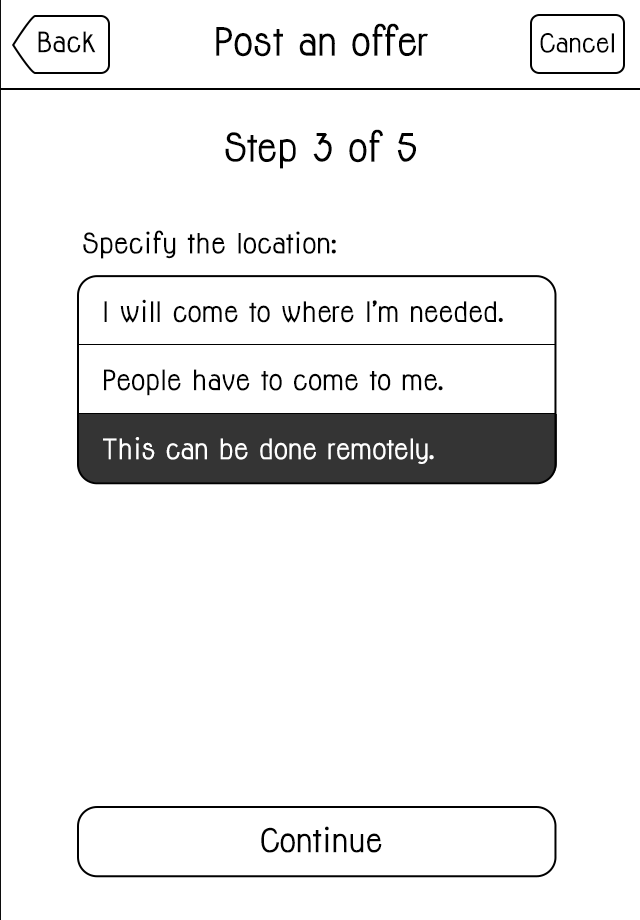 Back
Post an offer
Cancel
Step 3 of 5
Specify the location:
I will come to where I'm needed.
People have to come to me.
This can be done remotely.
Continue